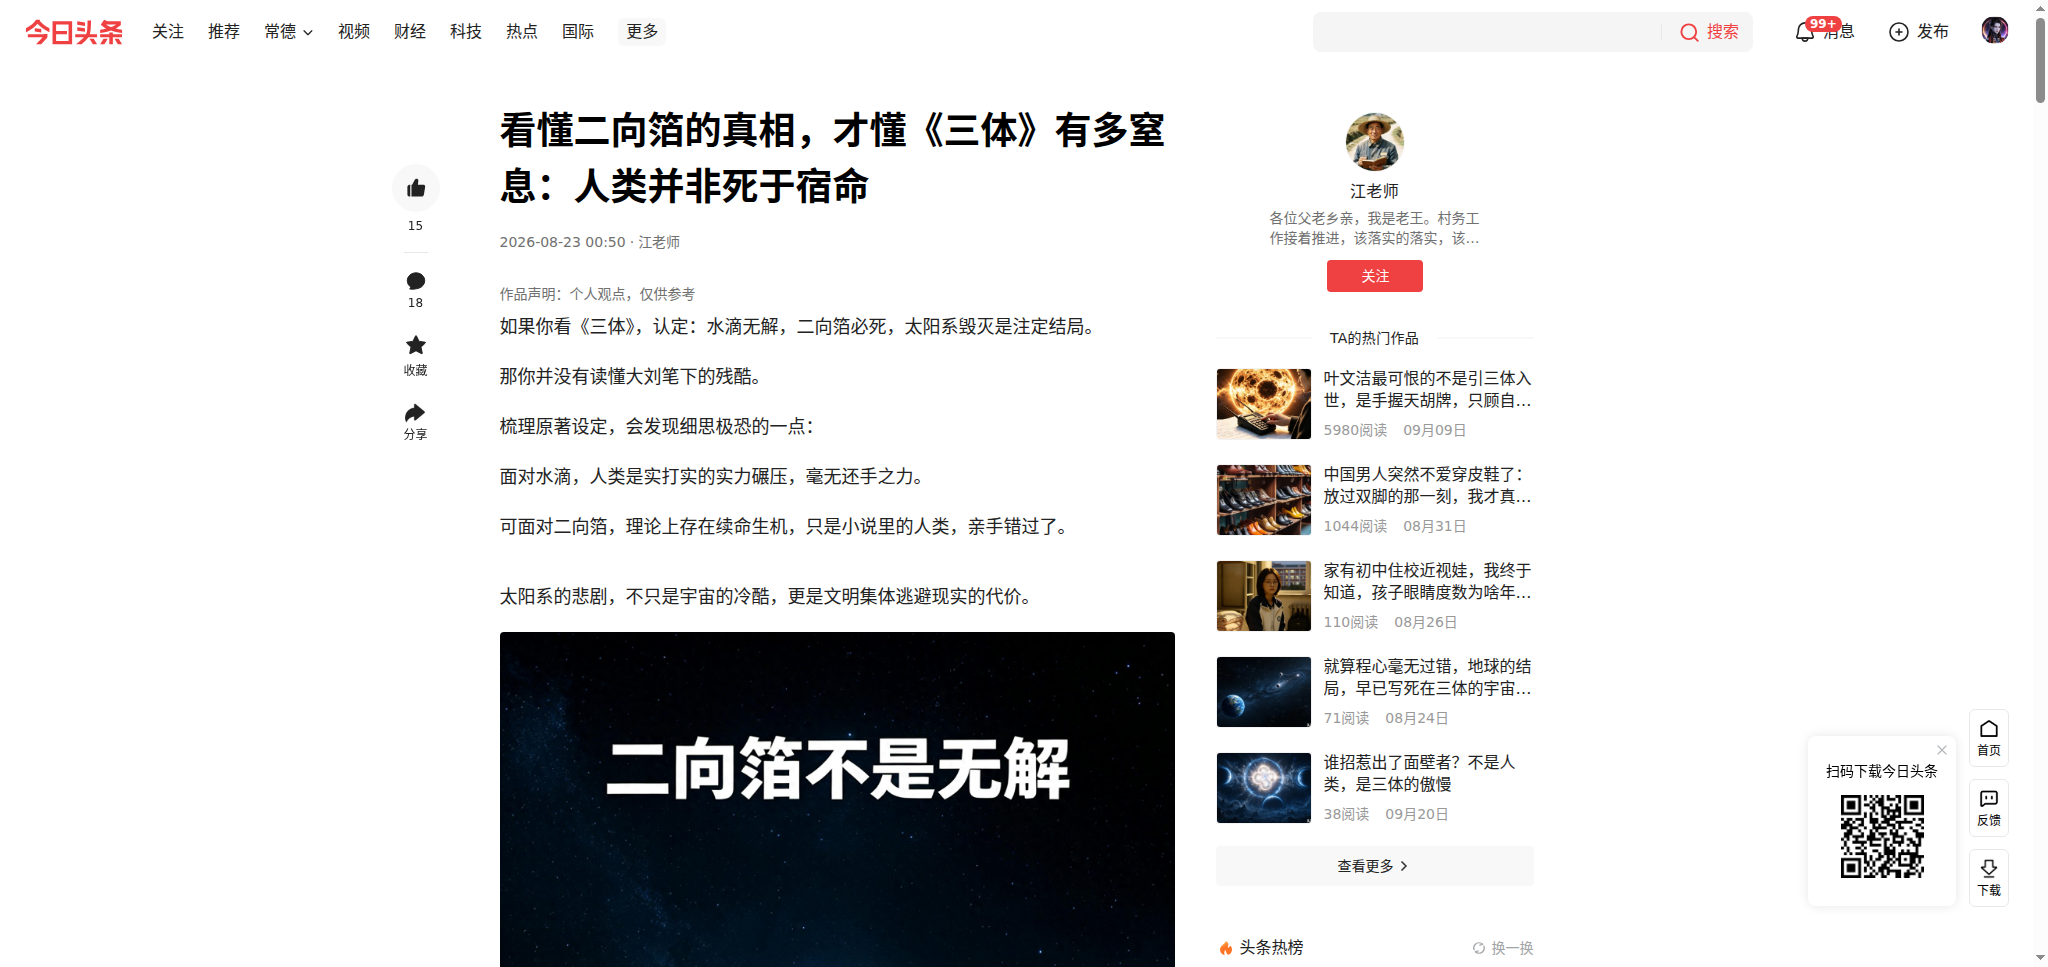 今日头条
关注 推荐 常德 视频 财经 科技 热点 国际 更多
搜索
99+
消息
发布
看懂二向箔的真相，才懂《三体》有多窒
息：人类并非死于宿命
2026-08-23 00:50 · 江老师
15
18
收藏
分享
作品声明：个人观点，仅供参考
如果你看《三体》，认定：水滴无解，二向箔必死，太阳系毁灭是注定结局。
那你并没有读懂大刘笔下的残酷。
梳理原著设定，会发现细思极恐的一点：
面对水滴，人类是实打实的实力碾压，毫无还手之力。
可面对二向箔，理论上存在续命生机，只是小说里的人类，亲手错过了。
太阳系的悲剧，不只是宇宙的冷酷，更是文明集体逃避现实的代价。
二向箔不是无解
江老师
各位父老乡亲，我是老王。村务工
作接着推进，该落实的落实，该...
关注
TA的热门作品
叶文洁最可恨的不是引三体入
世，是手握天胡牌，只顾自...
5980阅读 09月09日
中国男人突然不爱穿皮鞋了：
放过双脚的那一刻，我才真...
1044阅读 08月31日
家有初中住校近视娃，我终于
知道，孩子眼睛度数为啥年...
110阅读 08月26日
就算程心毫无过错，地球的结
局，早已写死在三体的宇宙...
71阅读 08月24日
谁招惹出了面壁者？不是人
类，是三体的傲慢
38阅读 09月20日
查看更多
头条热榜
换一换
扫码下载今日头条
首页
反馈
下载